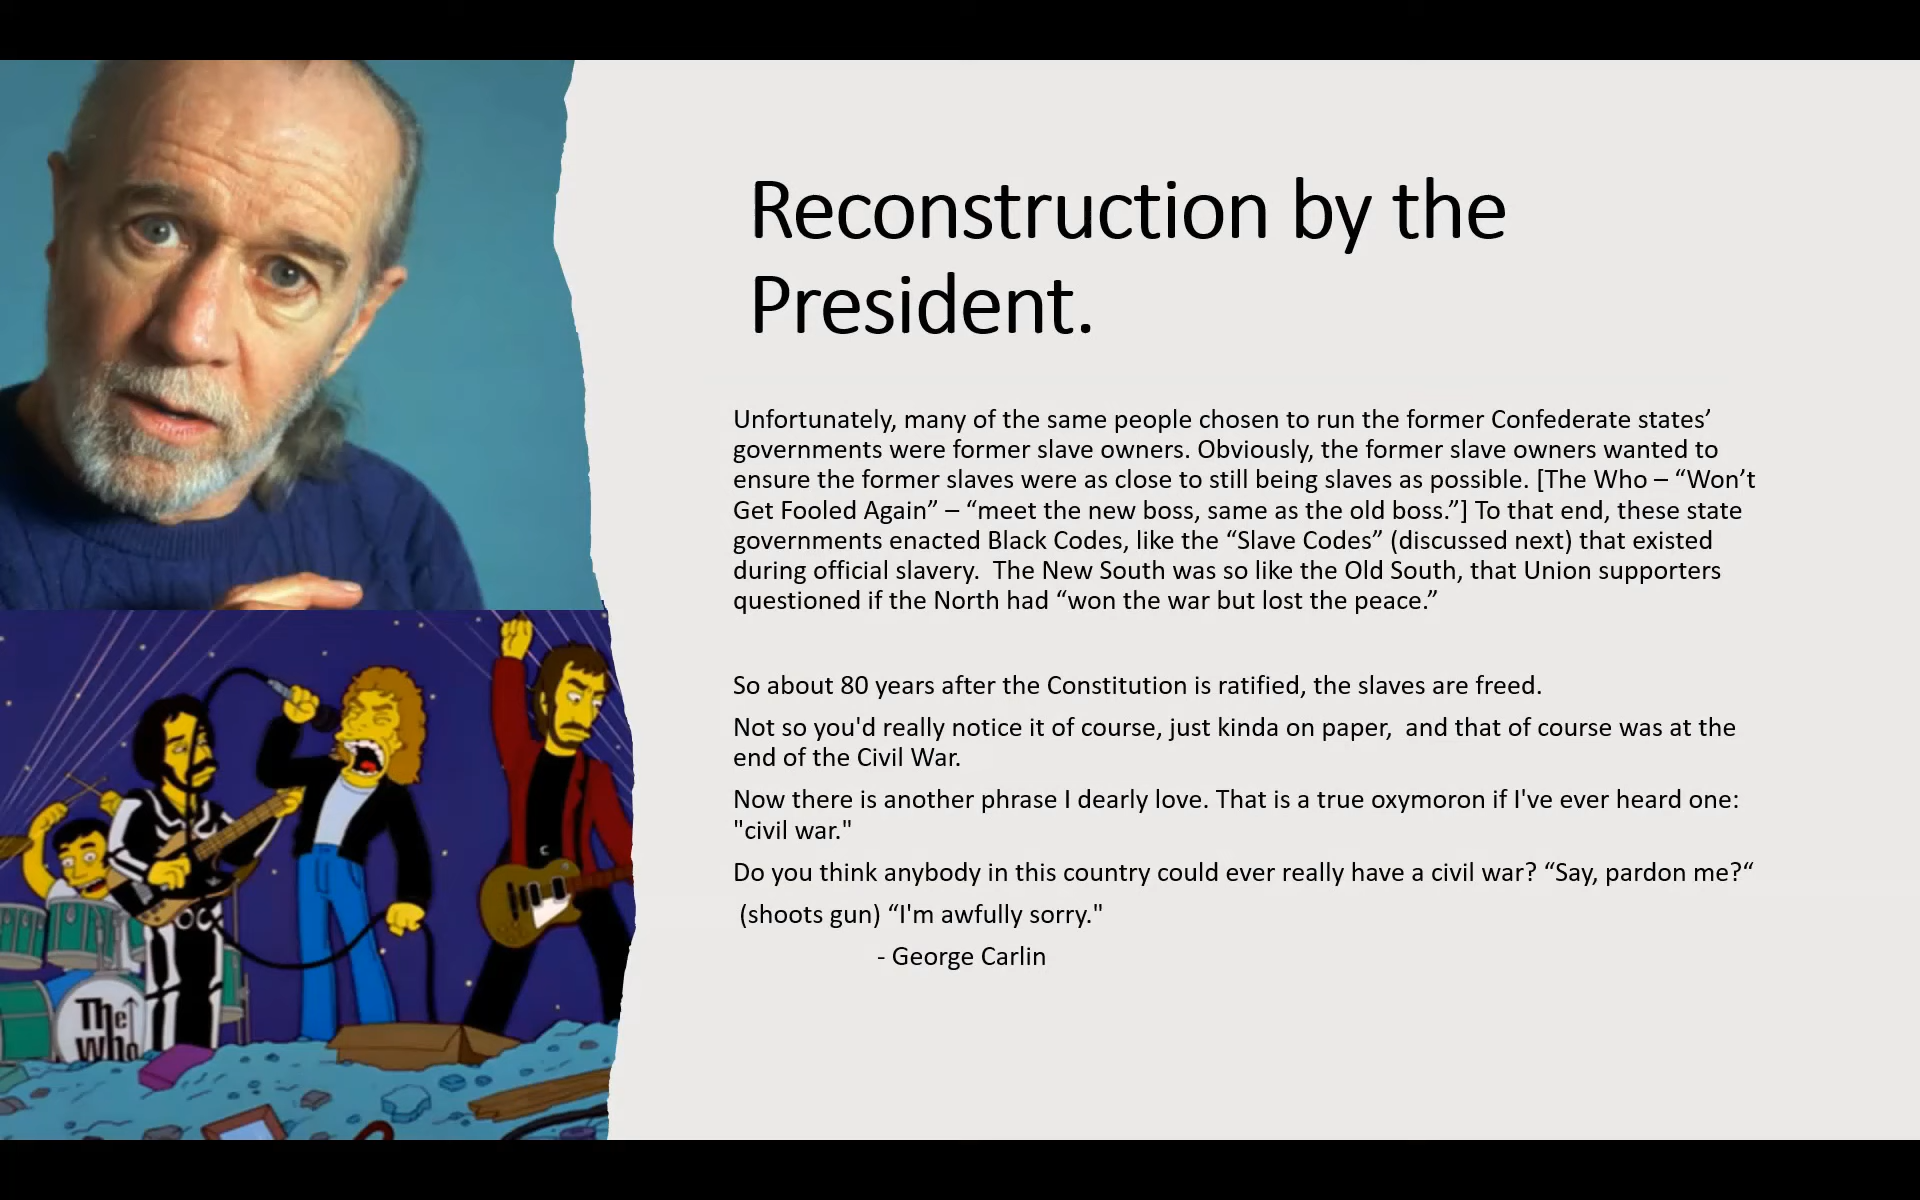 Reconstruction by the
President.
Unfortunately, many of the same people chosen to run the former Confederate states’
governments were former slave owners. Obviously, the former slave owners wanted to
ensure the former slaves were as close to still being slaves as possible. [The Who – “Won’t
Get Fooled Again” – “meet the new boss, same as the old boss.”] To that end, these state
governments enacted Black Codes, like the “Slave Codes” (discussed next) that existed
during official slavery.  The New South was so like the Old South, that Union supporters
questioned if the North had “won the war but lost the peace.”
So about 80 years after the Constitution is ratified, the slaves are freed.
Not so you'd really notice it of course, just kinda on paper,  and that of course was at the
end of the Civil War.
Now there is another phrase I dearly love. That is a true oxymoron if I've ever heard one:
"civil war."
Do you think anybody in this country could ever really have a civil war? “Say, pardon me?“
(shoots gun) “I'm awfully sorry."
- George Carlin
The
Who